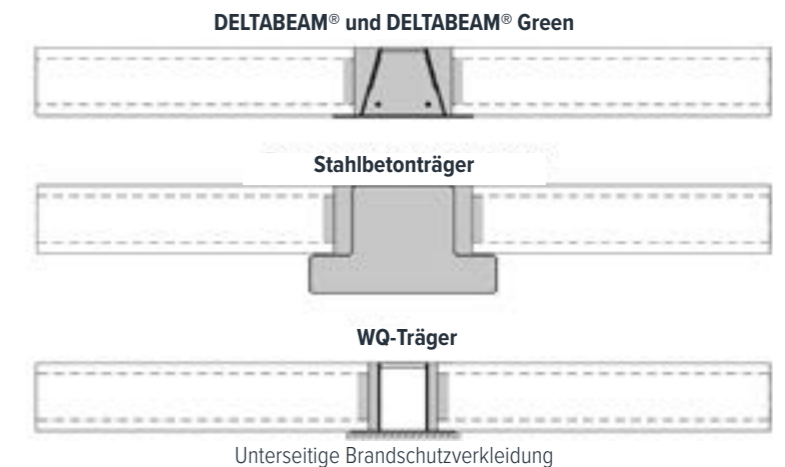 DELTABEAM® und DELTABEAM® Green
Stahlbetonträger
WQ-Träger
Unterseitige Brandschutzverkleidung